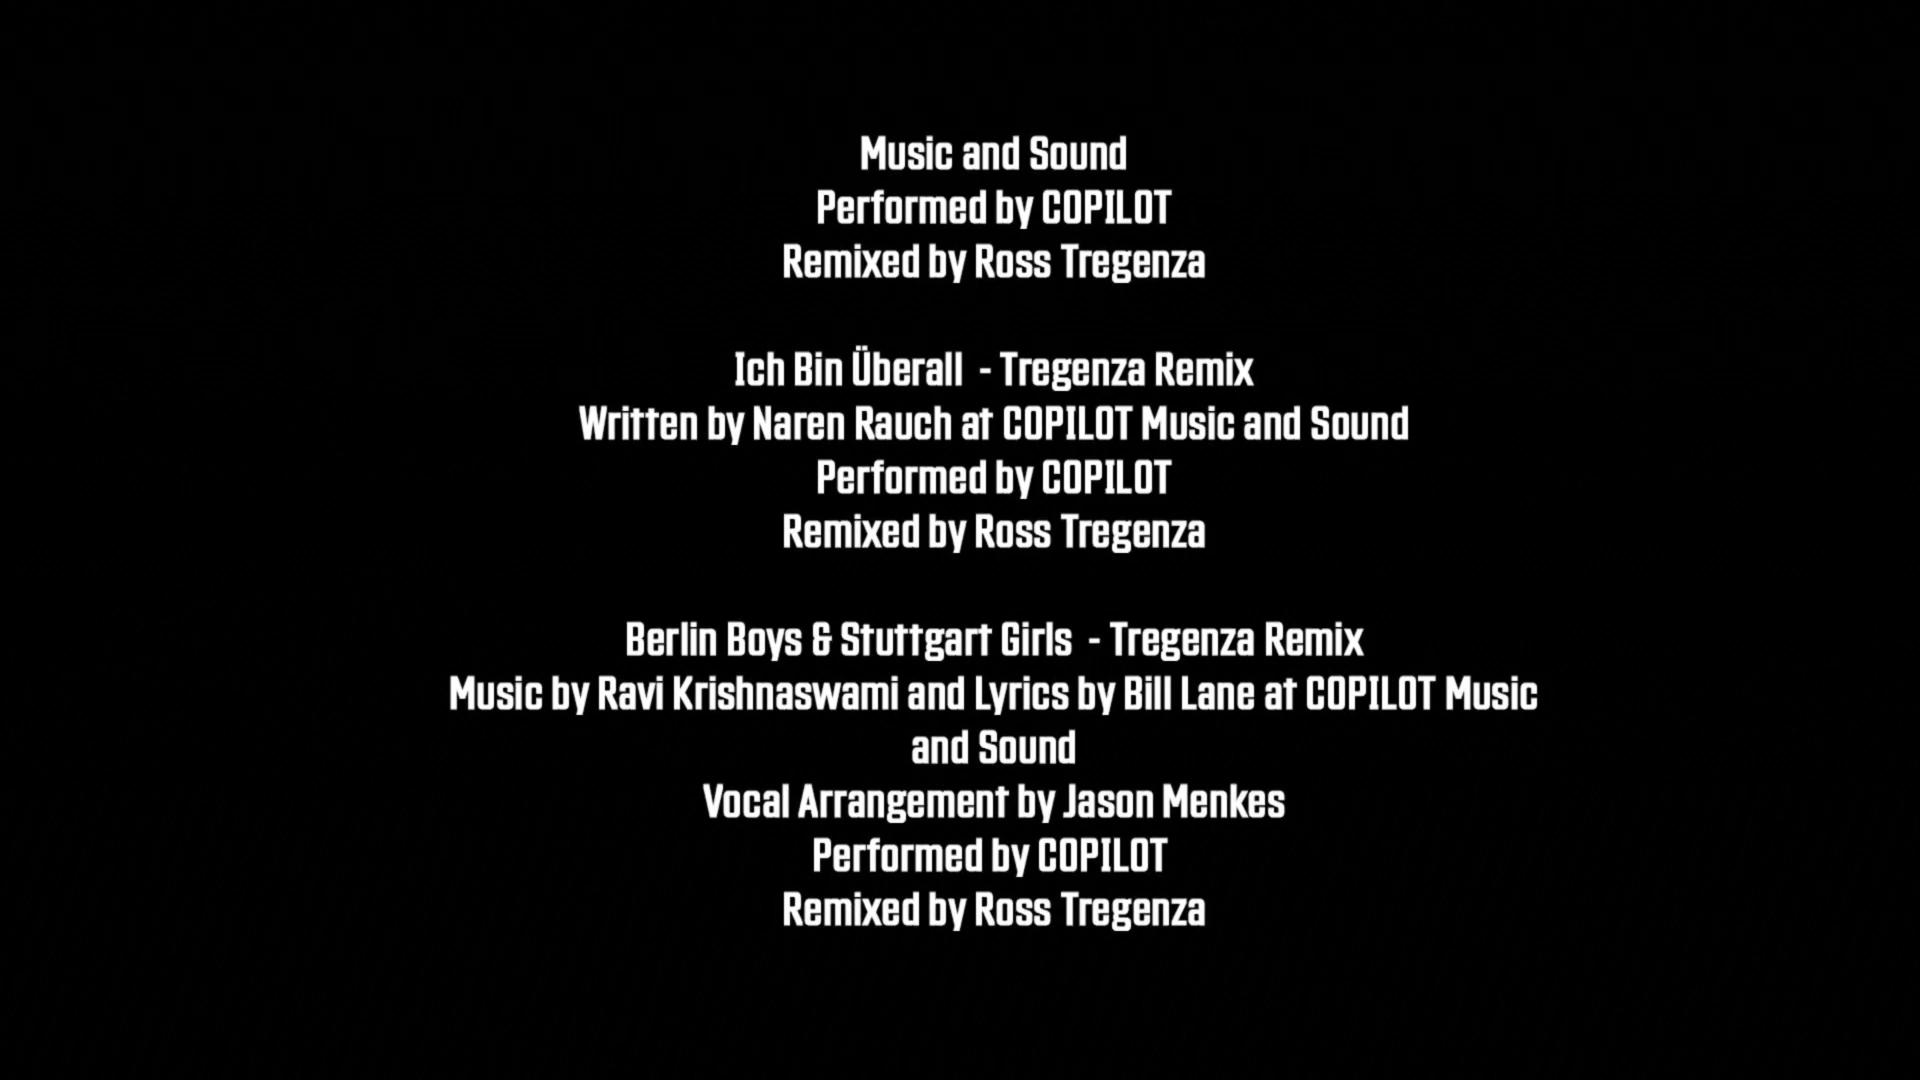 Music and Sound
Performed by COPILOT
Remixed by Ross Tregenza
Ich Bin Überall - Tregenza Remix
Written by Naren Rauch at COPILOT Music and Sound
Performed by COPILOT
Remixed by Ross Tregenza
Berlin Boys & Stuttgart Girls - Tregenza Remix
Music by Ravi Krishnaswami and Lyrics by Bill Lane at COPILOT Music
and Sound
Vocal Arrangement by Jason Menkes
Performed by COPILOT
Remixed by Ross Tregenza